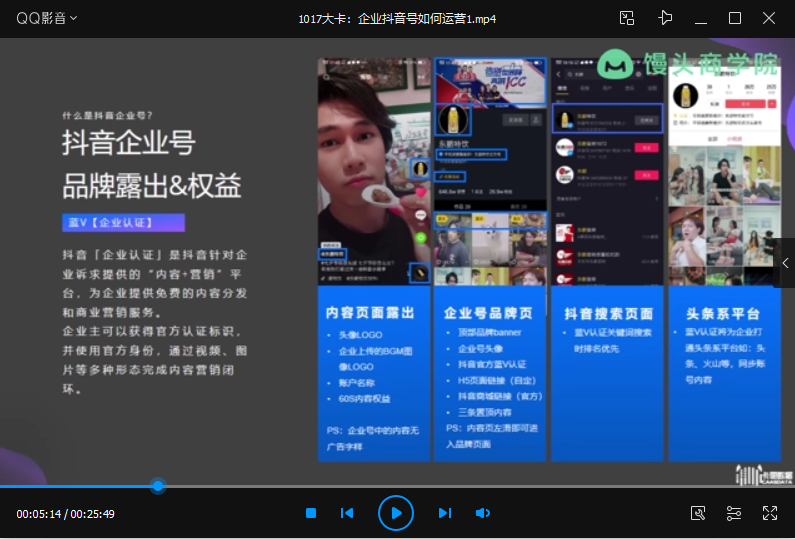 QQ影音
1017大卡：企业抖音号如何运营1.mp4
馒头商学院
什么是抖音企业号？
抖音企业号
品牌露出&权益
蓝V【企业认证】
抖音「企业认证」是抖音针对企
业诉求提供的“内容+营销”平
台，为企业提供免费的内容分发
和商业营销服务。
企业主可以获得官方认证标识，
并使用官方身份，通过视频、图
片等多种形态完成内容营销闭
环。
东鹏特饮
内容页面露出
• 头像LOGO
• 企业上传的BGM图
像LOGO
• 账户名称
• 60S内容权益
PS：企业号中的内容无
广告字样
企业号品牌页
• 顶部品牌banner
• 企业号头像
• 抖音官方蓝V认证
• H5页面链接（自定）
• 抖音商城链接（官方）
• 三条置顶内容
PS：内容页左滑即可进
入品牌页面
抖音搜索页面
• 蓝V认证关键词搜索
时排名优先
头条系平台
• 蓝V认证将为企业打
通头条系平台如：头
条、火山等，同步账
号内容
卡思数据
CAASDATA
00:05:14 / 00:25:49